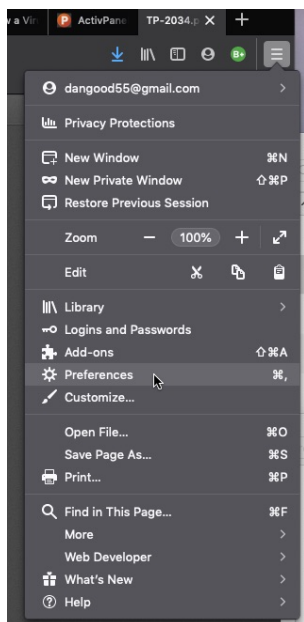 w a Vir
ActivPane
TP-2034.p
dangood55@gmail.com
Privacy Protections
New Window ⌘N
New Private Window ⇧⌘P
Restore Previous Session
Zoom 100%
Edit
Library
Logins and Passwords
Add-ons ⇧⌘A
Preferences ⌘,
Customize...
Open File... ⌘O
Save Page As... ⌘S
Print... ⌘P
Find in This Page... ⌘F
More
Web Developer
What's New
Help